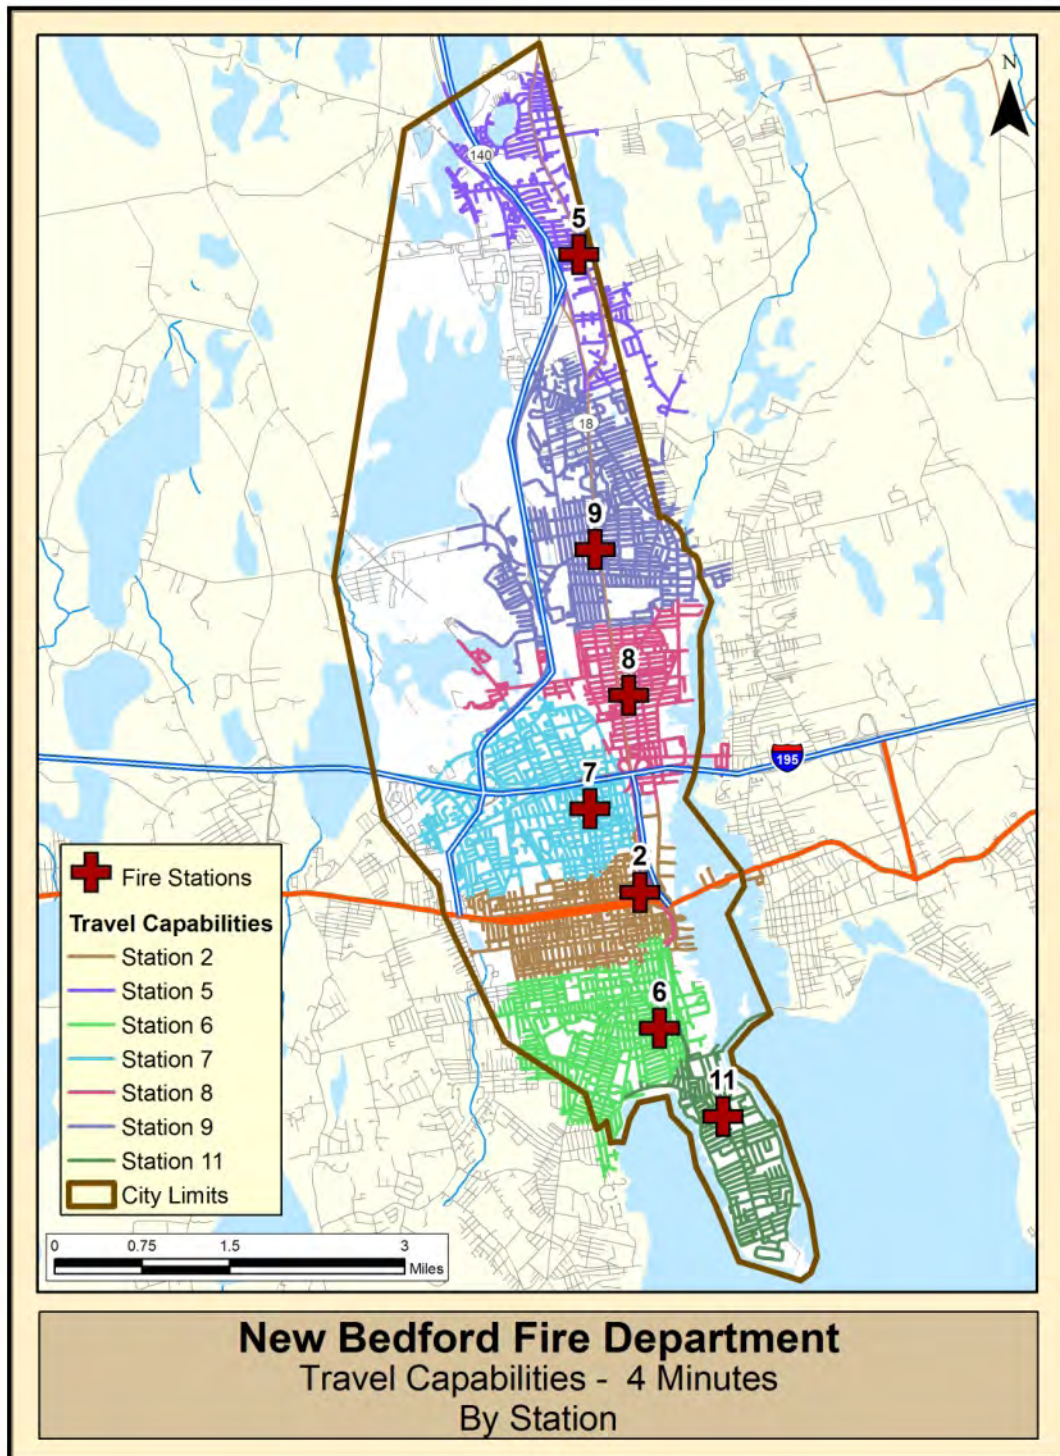 N
140
5
18
9
8
195
7
2
6
11
Fire Stations
Travel Capabilities
Station 2
Station 5
Station 6
Station 7
Station 8
Station 9
Station 11
City Limits
0 0.75 1.5 3
Miles
New Bedford Fire Department
Travel Capabilities - 4 Minutes
By Station